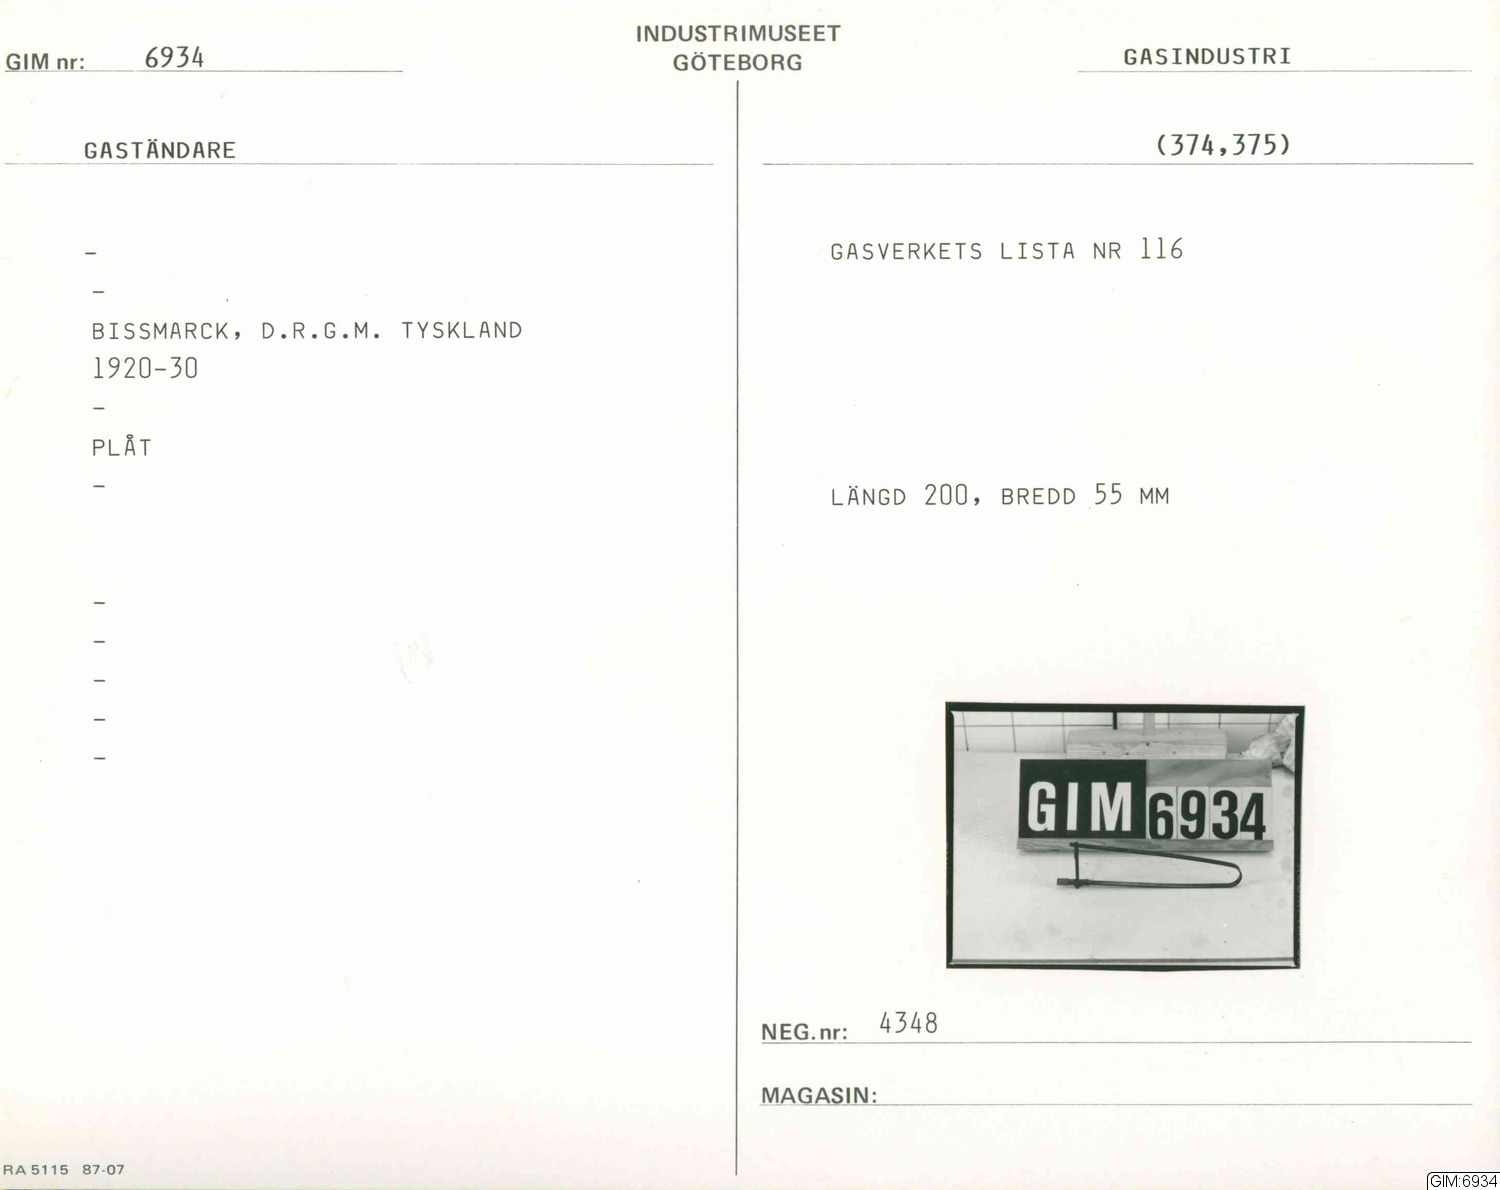 INDUSTRIMUSEET
GÖTEBORG
GIM nr: 6934
GASINDUSTRI
GASTÄNDARE
(374,375)
–
–
BISSMARCK, D.R.G.M. TYSKLAND
1920-30
–
PLÅT
–
–
–
–
–
–
GASVERKETS LISTA NR 116
LÄNGD 200, BREDD 55 MM
GIM 6934
NEG.nr: 4348
MAGASIN:
RA 5115 87-07
GIM:6934